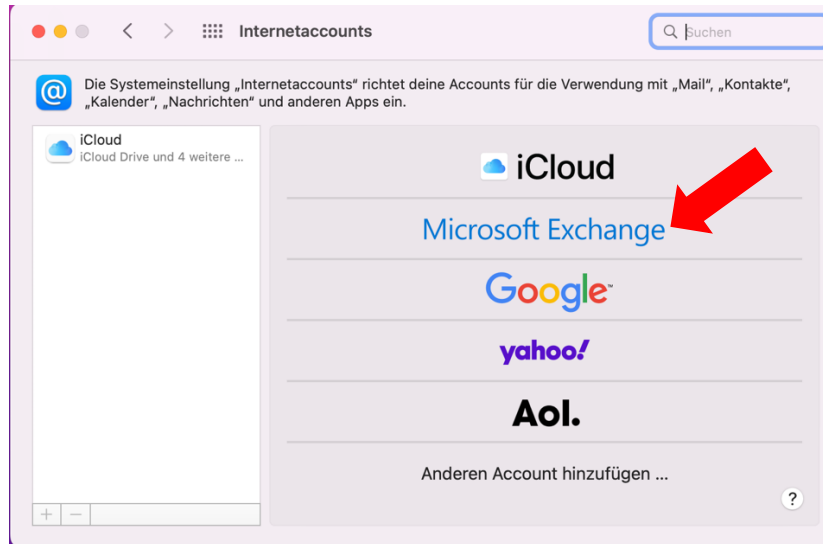 Internetaccounts
Suchen
Die Systemeinstellung „Internetaccounts“ richtet deine Accounts für die Verwendung mit „Mail“, „Kontakte“,
„Kalender“, „Nachrichten“ und anderen Apps ein.
iCloud
iCloud Drive und 4 weitere ...
iCloud
Microsoft Exchange
Google™
yahoo!
Aol.
Anderen Account hinzufügen ...
?